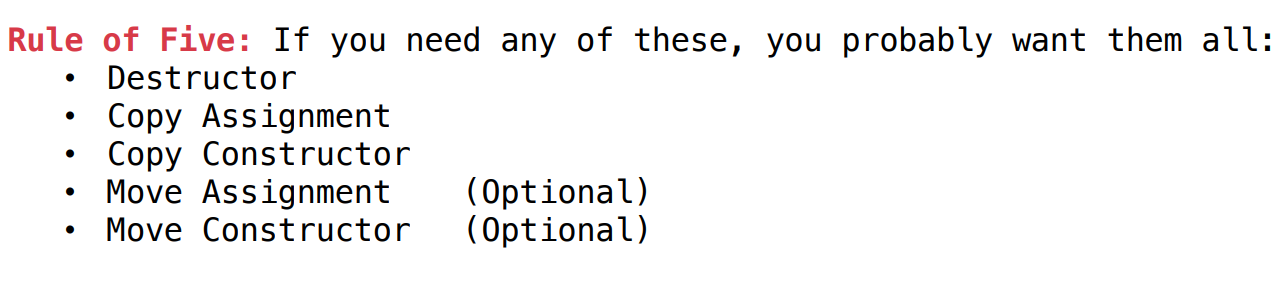 Rule of Five: If you need any of these, you probably want them all:
• Destructor
• Copy Assignment
• Copy Constructor
• Move Assignment (Optional)
• Move Constructor (Optional)